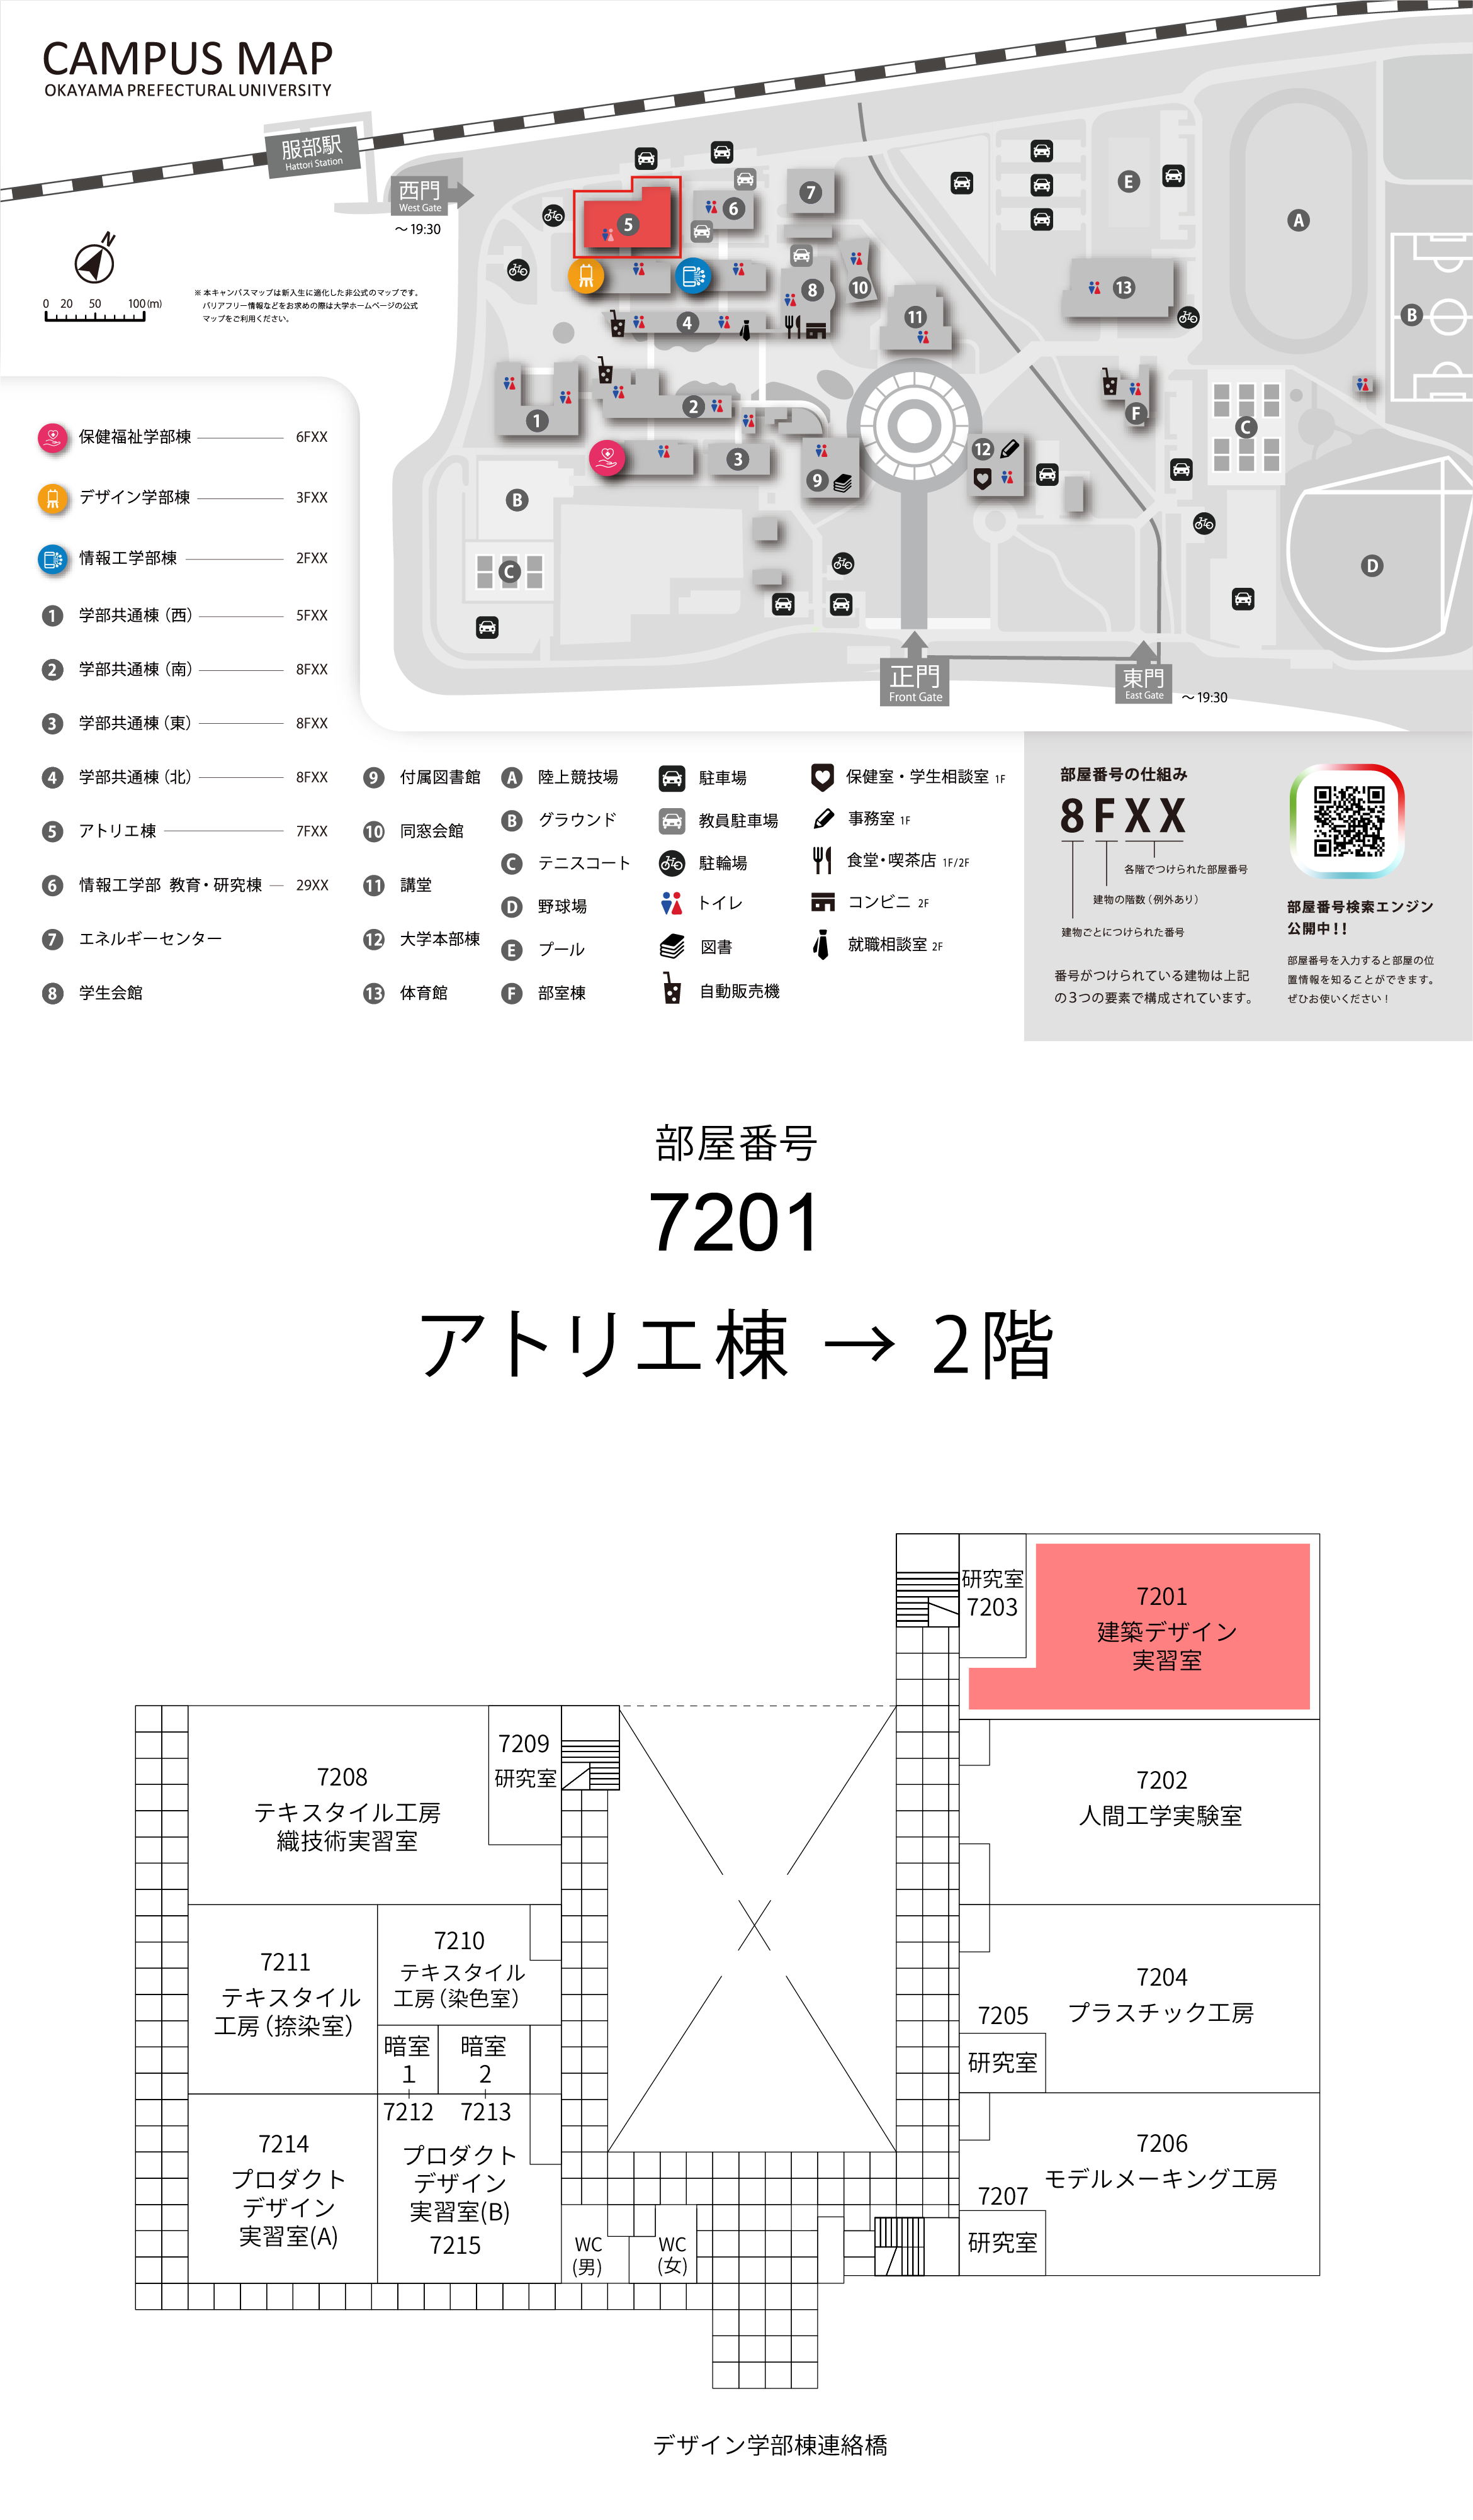 CAMPUS MAP
OKAYAMA PREFECTURAL UNIVERSITY
服部駅
Hattori Station
西門
West Gate
～19:30
N
0 20 50 100(m)
※ 本キャンパスマップは新入生に適化した非公式のマップです。
バリアフリー情報などをお求めの際は大学ホームページの公式
マップをご利用ください。
5
6
7
8
10
4
11
13
1
2
3
9
12
A
B
C
D
E
F
B
C
正門
Front Gate
東門
East Gate
～19:30
保健福祉学部棟 6FXX
デザイン学部棟 3FXX
情報工学部棟 2FXX
1 学部共通棟（西） 5FXX
2 学部共通棟（南） 8FXX
3 学部共通棟（東） 8FXX
4 学部共通棟（北） 8FXX
5 アトリエ棟 7FXX
6 情報工学部 教育・研究棟 29XX
7 エネルギーセンター
8 学生会館
9 付属図書館
10 同窓会館
11 講堂
12 大学本部棟
13 体育館
A 陸上競技場
B グラウンド
C テニスコート
D 野球場
E プール
F 部室棟
駐車場
教員駐車場
駐輪場
トイレ
図書
自動販売機
保健室・学生相談室 1F
事務室 1F
食堂・喫茶店 1F/2F
コンビニ 2F
就職相談室 2F
部屋番号の仕組み
8FXX
各階でつけられた部屋番号
建物の階数（例外あり）
建物ごとにつけられた番号
番号がつけられている建物は上記
の３つの要素で構成されています。
部屋番号検索エンジン
公開中！！
部屋番号を入力すると部屋の位
置情報を知ることができます。
ぜひお使いください！
部屋番号
7201
アトリエ棟 → 2階
研究室
7203
7201
建築デザイン
実習室
7209
研究室
7208
テキスタイル工房
織技術実習室
7202
人間工学実験室
7211
テキスタイル
工房（捺染室）
7210
テキスタイル
工房（染色室）
7204
プラスチック工房
7205
研究室
暗室
1
暗室
2
7212
7213
7214
プロダクト
デザイン
実習室(A)
プロダクト
デザイン
実習室(B)
7215
7206
モデルメーキング工房
7207
研究室
WC
(男)
WC
(女)
デザイン学部棟連絡橋